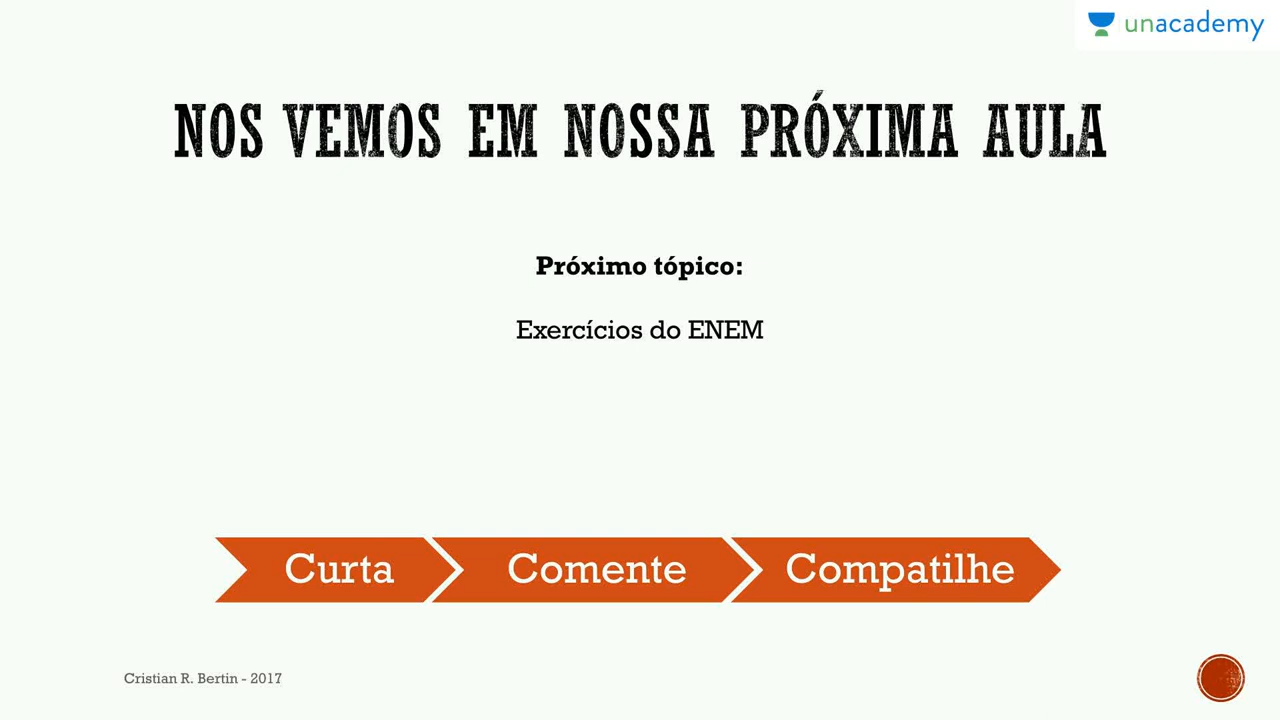 unacademy
NOS VEMOS EM NOSSA PRÓXIMA AULA
Próximo tópico:
Exercícios do ENEM
Curta
Comente
Compatilhe
Cristian R. Bertin - 2017